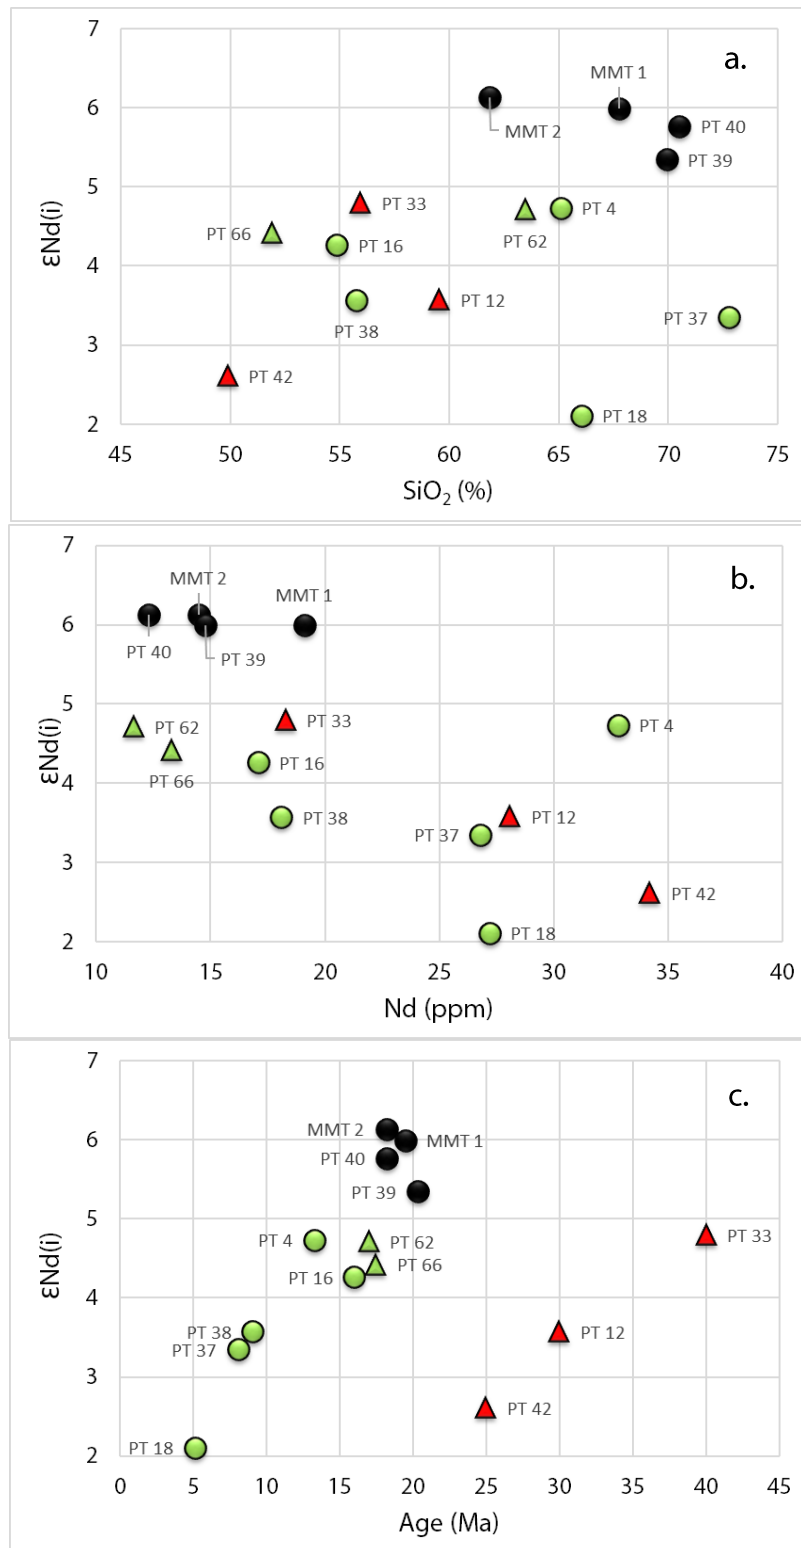 7
a.
MMT 1
6
MMT 2
PT 40
PT 39
5
PT 33
PT 4
PT 66
PT 16
PT 62
εNd(i)
4
PT 12
PT 38
PT 37
3
PT 42
PT 18
2
45 50 55 60 65 70 75
SiO₂ (%)
7
b.
MMT 2
MMT 1
6
PT 40
PT 39
5
PT 62
PT 33
PT 4
εNd(i)
PT 66
PT 16
4
PT 38
PT 37
PT 12
3
PT 42
PT 18
2
10 15 20 25 30 35 40
Nd (ppm)
7
c.
6
MMT 2
MMT 1
PT 40
PT 39
5
PT 4
PT 62
PT 33
εNd(i)
PT 16
PT 66
4
PT 38
PT 12
PT 37
3
PT 42
PT 18
2
0 5 10 15 20 25 30 35 40 45
Age (Ma)